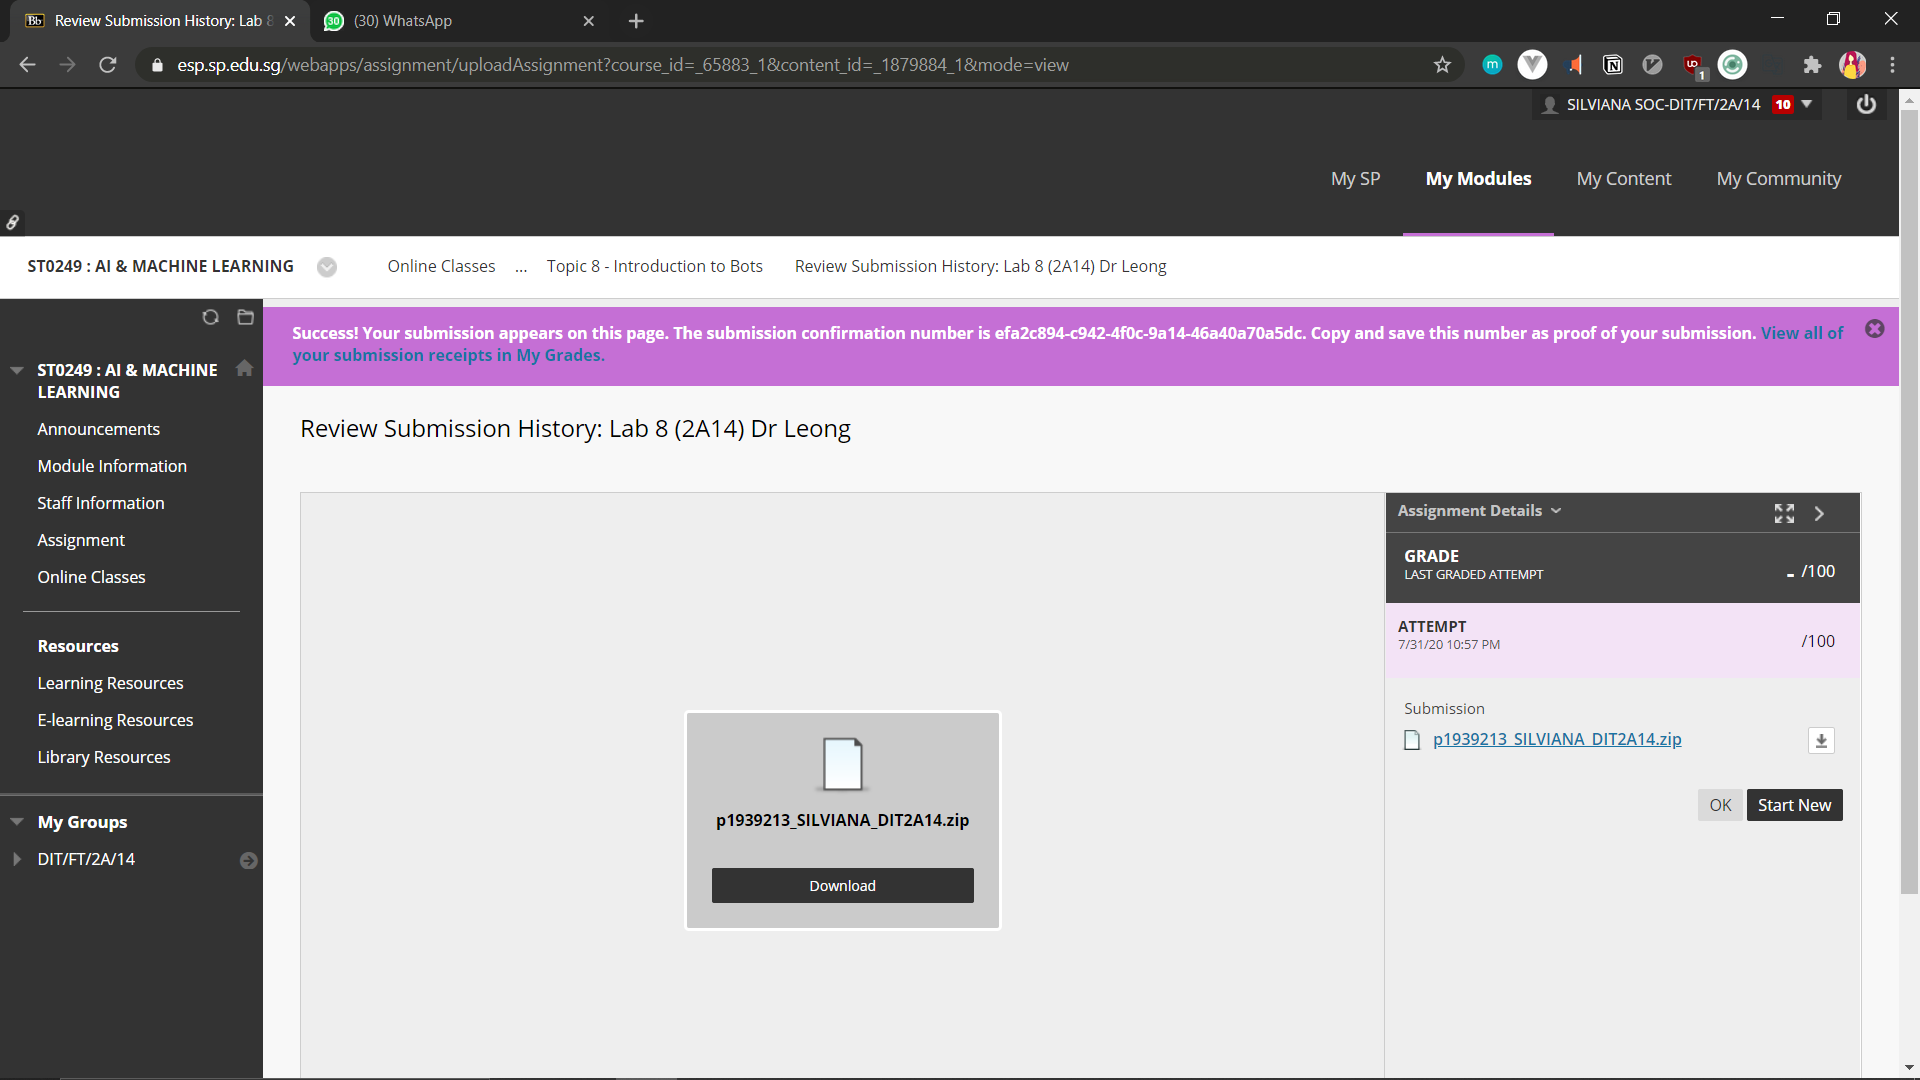 Review Submission History: Lab 8
(30) WhatsApp
esp.sp.edu.sg/webapps/assignment/uploadAssignment?course_id=_65883_1&content_id=_1879884_1&mode=view
SILVIANA SOC-DIT/FT/2A/14 10
My SP My Modules My Content My Community
ST0249 : AI & MACHINE LEARNING Online Classes ... Topic 8 - Introduction to Bots Review Submission History: Lab 8 (2A14) Dr Leong
Success! Your submission appears on this page. The submission confirmation number is efa2c894-c942-4f0c-9a14-46a40a70a5dc. Copy and save this number as proof of your submission. View all of
your submission receipts in My Grades.
ST0249 : AI & MACHINE
LEARNING
Announcements
Module Information
Staff Information
Assignment
Online Classes
Resources
Learning Resources
E-learning Resources
Library Resources
My Groups
DIT/FT/2A/14
Review Submission History: Lab 8 (2A14) Dr Leong
p1939213_SILVIANA_DIT2A14.zip
Download
Assignment Details
GRADE
LAST GRADED ATTEMPT
- /100
ATTEMPT
7/31/20 10:57 PM
/100
Submission
p1939213_SILVIANA_DIT2A14.zip
OK Start New